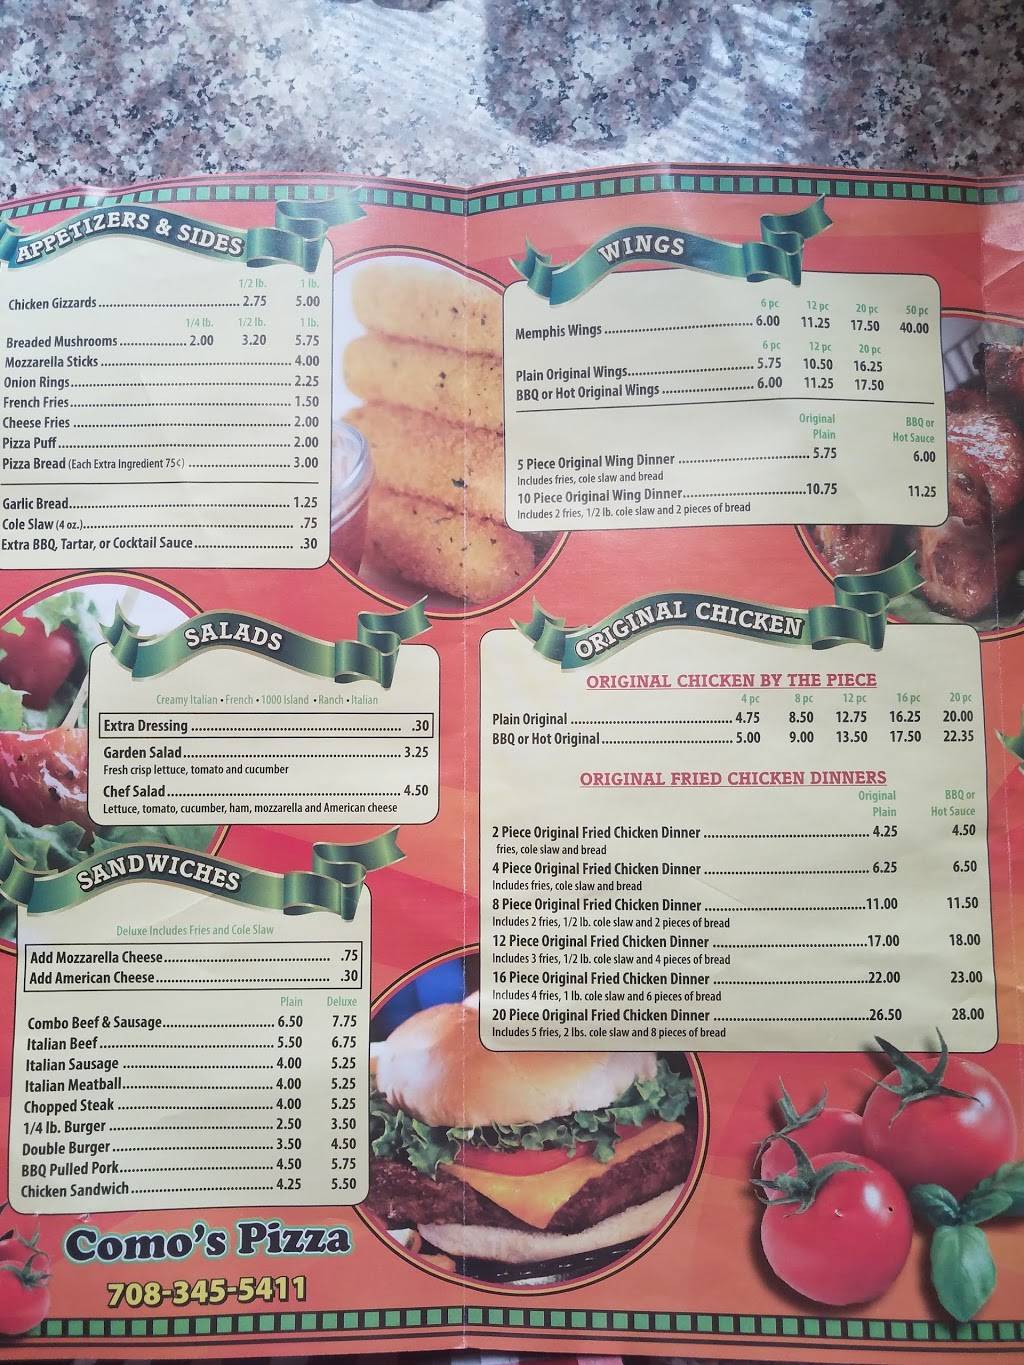 APPETIZERS & SIDES
1/2 lb. 1 lb.
Chicken Gizzards 2.75 5.00
1/4 lb. 1/2 lb. 1 lb.
Breaded Mushrooms 2.00 3.20 5.75
Mozzarella Sticks 4.00
Onion Rings 2.25
French Fries 1.50
Cheese Fries 2.00
Pizza Puff 2.00
Pizza Bread (Each Extra Ingredient 75¢) 3.00
Garlic Bread 1.25
Cole Slaw (4 oz.) .75
Extra BBQ, Tartar, or Cocktail Sauce .30
SALADS
Creamy Italian • French • 1000 Island • Ranch • Italian
Extra Dressing .30
Garden Salad 3.25
Fresh crisp lettuce, tomato and cucumber
Chef Salad 4.50
Lettuce, tomato, cucumber, ham, mozzarella and American cheese
SANDWICHES
Deluxe Includes Fries and Cole Slaw
Add Mozzarella Cheese .75
Add American Cheese .30
Plain Deluxe
Combo Beef & Sausage 6.50 7.75
Italian Beef 5.50 6.75
Italian Sausage 4.00 5.25
Italian Meatball 4.00 5.25
Chopped Steak 4.00 5.25
1/4 lb. Burger 2.50 3.50
Double Burger 3.50 4.50
BBQ Pulled Pork 4.50 5.75
Chicken Sandwich 4.25 5.50
Como's Pizza
708-345-5411
WINGS
6 pc 12 pc 20 pc 50 pc
Memphis Wings 6.00 11.25 17.50 40.00
6 pc 12 pc 20 pc
Plain Original Wings 5.75 10.50 16.25
BBQ or Hot Original Wings 6.00 11.25 17.50
Original BBQ or
Plain Hot Sauce
5 Piece Original Wing Dinner 5.75 6.00
Includes fries, cole slaw and bread
10 Piece Original Wing Dinner 10.75 11.25
Includes 2 fries, 1/2 lb. cole slaw and 2 pieces of bread
ORIGINAL CHICKEN
ORIGINAL CHICKEN BY THE PIECE
4 pc 8 pc 12 pc 16 pc 20 pc
Plain Original 4.75 8.50 12.75 16.25 20.00
BBQ or Hot Original 5.00 9.00 13.50 17.50 22.35
ORIGINAL FRIED CHICKEN DINNERS
Original BBQ or
Plain Hot Sauce
2 Piece Original Fried Chicken Dinner 4.25 4.50
fries, cole slaw and bread
4 Piece Original Fried Chicken Dinner 6.25 6.50
Includes fries, cole slaw and bread
8 Piece Original Fried Chicken Dinner 11.00 11.50
Includes 2 fries, 1/2 lb. cole slaw and 2 pieces of bread
12 Piece Original Fried Chicken Dinner 17.00 18.00
Includes 3 fries, 1/2 lb. cole slaw and 4 pieces of bread
16 Piece Original Fried Chicken Dinner 22.00 23.00
Includes 4 fries, 1 lb. cole slaw and 6 pieces of bread
20 Piece Original Fried Chicken Dinner 26.50 28.00
Includes 5 fries, 2 lbs. cole slaw and 8 pieces of bread